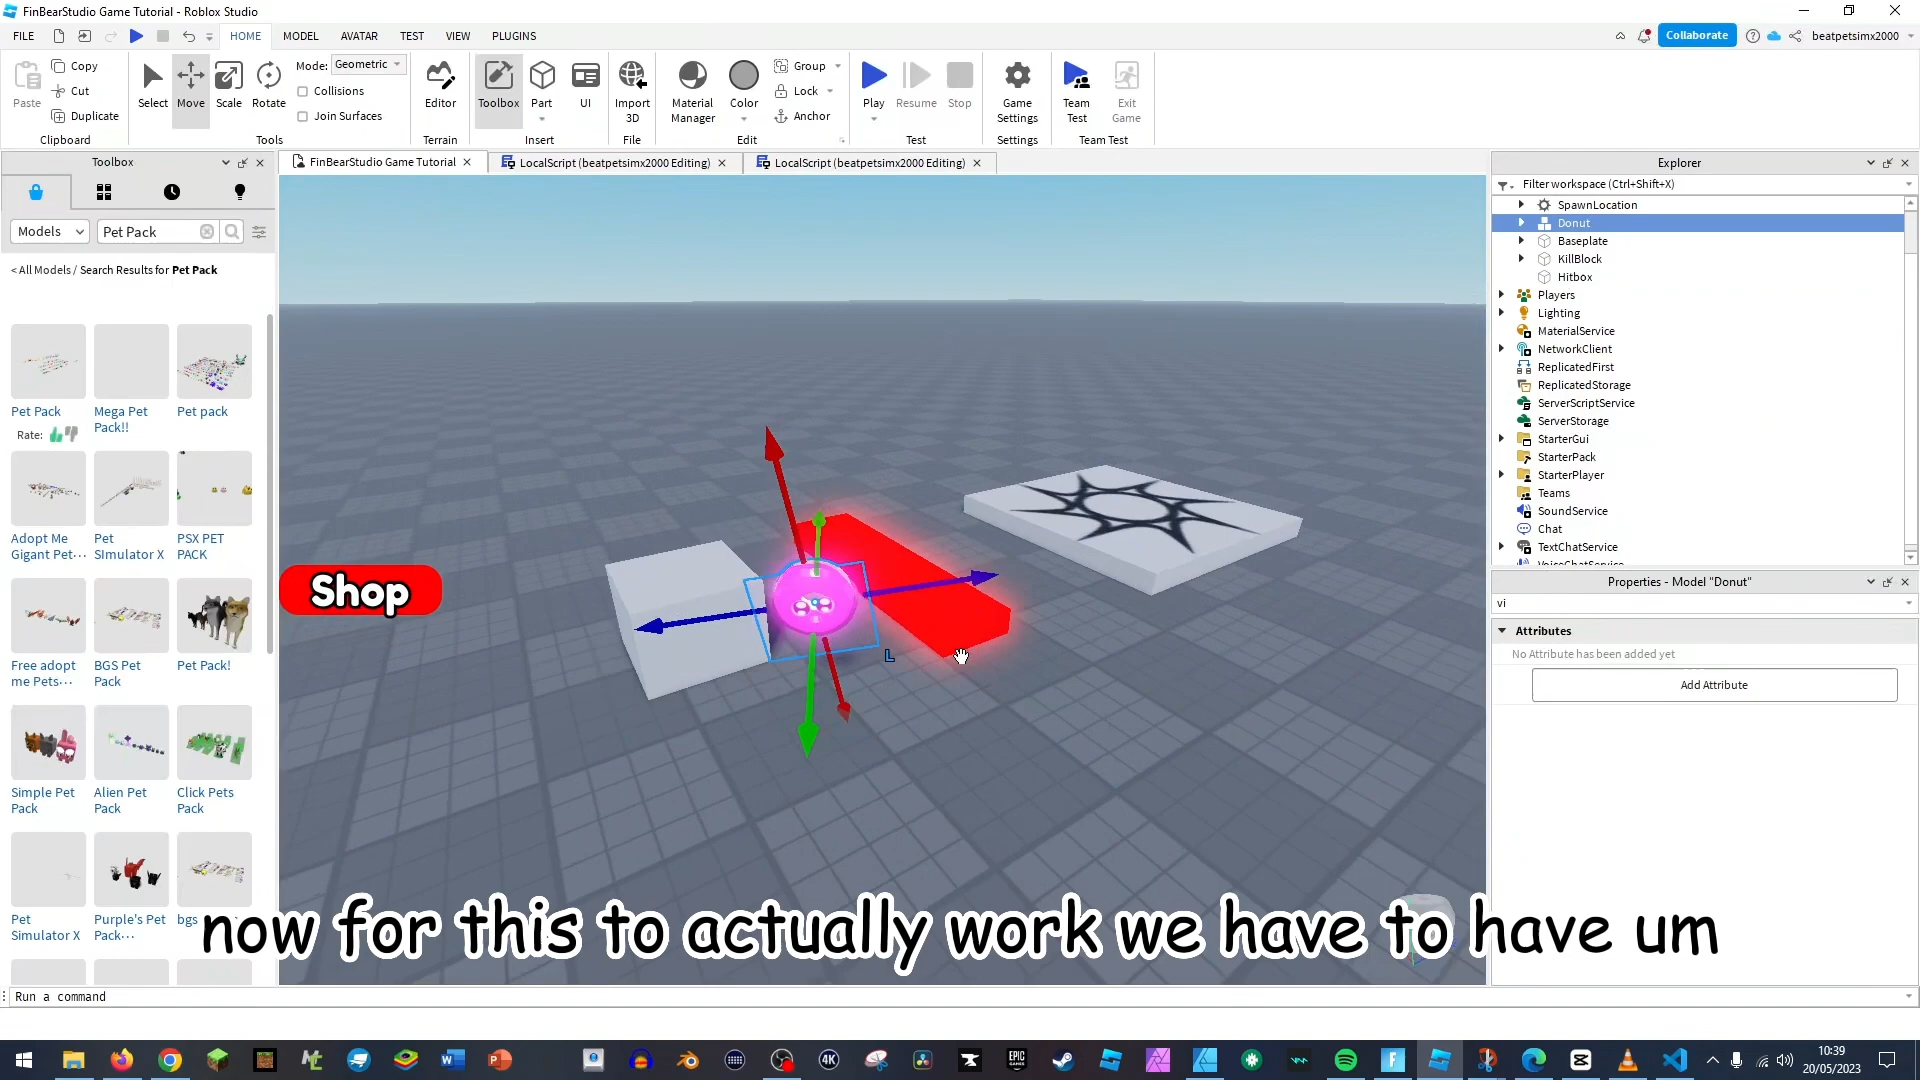 FinBearStudio Game Tutorial - Roblox Studio
FILE
HOME
MODEL
AVATAR
TEST
VIEW
PLUGINS
Collaborate
beatpetsimx2000
Paste
Copy
Cut
Duplicate
Clipboard
Select
Move
Scale
Rotate
Mode: Geometric
Collisions
Join Surfaces
Tools
Editor
Terrain
Toolbox
Part
UI
Insert
Import
3D
File
Material
Manager
Color
Group
Lock
Anchor
Edit
Play
Resume
Stop
Test
Game
Settings
Settings
Team
Test
Exit
Game
Team Test
Toolbox
FinBearStudio Game Tutorial
LocalScript (beatpetsimx2000 Editing)
LocalScript (beatpetsimx2000 Editing)
Models
Pet Pack
< All Models / Search Results for Pet Pack
Pet Pack
Rate:
Mega Pet
Pack!!
Pet pack
Adopt Me
Gigant Pet···
Pet
SImulator X
PSX PET
PACK
Free adopt
me Pets···
BGS Pet
Pack
Pet Pack!
Simple Pet
Pack
Alien Pet
Pack
Click Pets
Pack
Pet
Simulator X
Purple's Pet
Pack···
bgs
Shop
L
Explorer
Filter workspace (Ctrl+Shift+X)
SpawnLocation
Donut
Baseplate
KillBlock
Hitbox
Players
Lighting
MaterialService
NetworkClient
ReplicatedFirst
ReplicatedStorage
ServerScriptService
ServerStorage
StarterGui
StarterPack
StarterPlayer
Teams
SoundService
Chat
TextChatService
VoiceChatService
Properties - Model "Donut"
vi
Attributes
No Attribute has been added yet
Add Attribute
now for this to actually work we have to have um
Run a command
10:39
20/05/2023